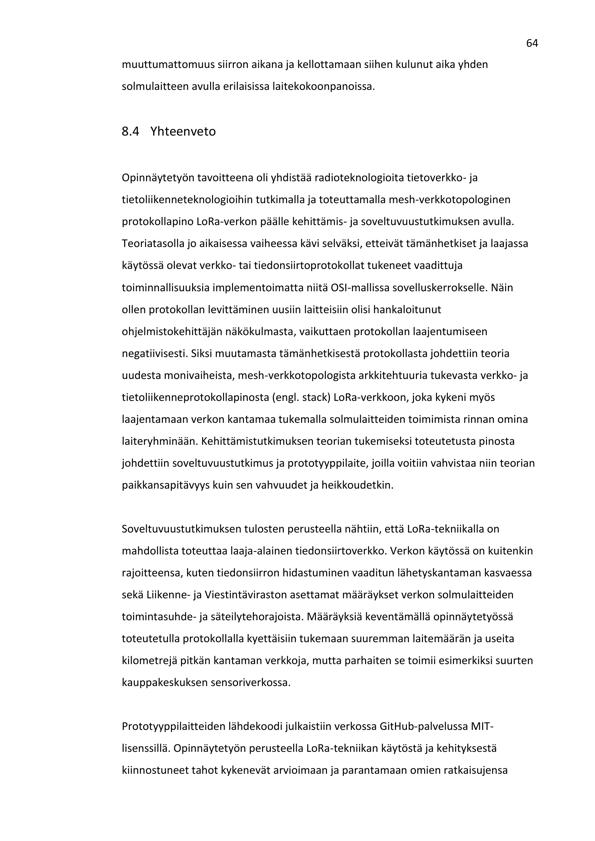 64
muuttumattomuus siirron aikana ja kellottamaan siihen kulunut aika yhden
solmulaitteen avulla erilaisissa laitekokoonpanoissa.
8.4 Yhteenveto
Opinnäytetyön tavoitteena oli yhdistää radioteknologioita tietoverkko- ja
tietoliikenneteknologioihin tutkimalla ja toteuttamalla mesh-verkkotopologinen
protokollapino LoRa-verkon päälle kehittämis- ja soveltuvuustutkimuksen avulla.
Teoriatasolla jo aikaisessa vaiheessa kävi selväksi, etteivät tämänhetkiset ja laajassa
käytössä olevat verkko- tai tiedonsiirtoprotokollat tukeneet vaadittuja
toiminnallisuuksia implementoimatta niitä OSI-mallissa sovelluskerrokselle. Näin
ollen protokollan levittäminen uusiin laitteisiin olisi hankaloitunut
ohjelmistokehittäjän näkökulmasta, vaikuttaen protokollan laajentumiseen
negatiivisesti. Siksi muutamasta tämänhetkisestä protokollasta johdettiin teoria
uudesta monivaiheista, mesh-verkkotopologista arkkitehtuuria tukevasta verkko- ja
tietoliikenneprotokollapinosta (engl. stack) LoRa-verkkoon, joka kykeni myös
laajentamaan verkon kantamaa tukemalla solmulaitteiden toimimista rinnan omina
laiteryhminään. Kehittämistutkimuksen teorian tukemiseksi toteutetusta pinosta
johdettiin soveltuvuustutkimus ja prototyyppilaite, joilla voitiin vahvistaa niin teorian
paikkansapitävyys kuin sen vahvuudet ja heikkoudetkin.
Soveltuvuustutkimuksen tulosten perusteella nähtiin, että LoRa-tekniikalla on
mahdollista toteuttaa laaja-alainen tiedonsiirtoverkko. Verkon käytössä on kuitenkin
rajoitteensa, kuten tiedonsiirron hidastuminen vaaditun lähetyskantaman kasvaessa
sekä Liikenne- ja Viestintäviraston asettamat määräykset verkon solmulaitteiden
toimintasuhde- ja säteilytehorajoista. Määräyksiä keventämällä opinnäytetyössä
toteutetulla protokollalla kyettäisiin tukemaan suuremman laitemäärän ja useita
kilometrejä pitkän kantaman verkkoja, mutta parhaiten se toimii esimerkiksi suurten
kauppakeskuksen sensoriverkossa.
Prototyyppilaitteiden lähdekoodi julkaistiin verkossa GitHub-palvelussa MIT-
lisenssillä. Opinnäytetyön perusteella LoRa-tekniikan käytöstä ja kehityksestä
kiinnostuneet tahot kykenevät arvioimaan ja parantamaan omien ratkaisujensa